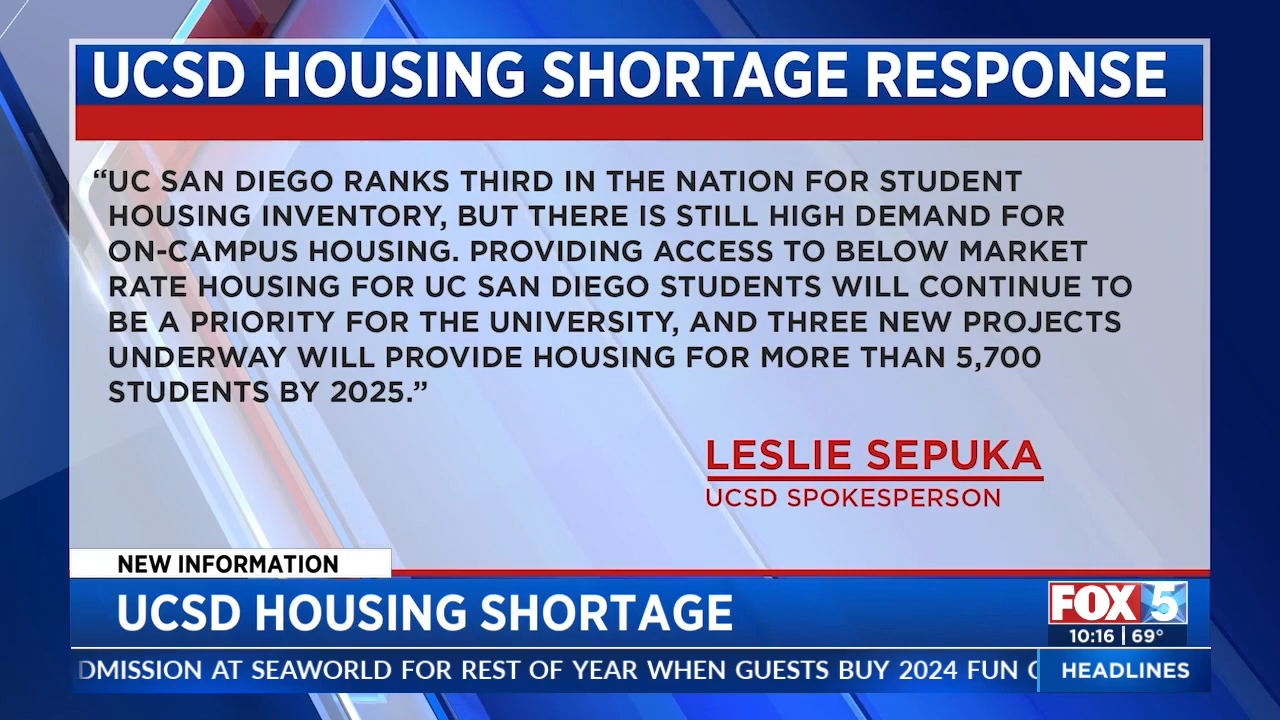 UCSD HOUSING SHORTAGE RESPONSE
“UC SAN DIEGO RANKS THIRD IN THE NATION FOR STUDENT
HOUSING INVENTORY, BUT THERE IS STILL HIGH DEMAND FOR
ON-CAMPUS HOUSING. PROVIDING ACCESS TO BELOW MARKET
RATE HOUSING FOR UC SAN DIEGO STUDENTS WILL CONTINUE TO
BE A PRIORITY FOR THE UNIVERSITY, AND THREE NEW PROJECTS
UNDERWAY WILL PROVIDE HOUSING FOR MORE THAN 5,700
STUDENTS BY 2025.”
LESLIE SEPUKA
UCSD SPOKESPERSON
NEW INFORMATION
UCSD HOUSING SHORTAGE
FOX 5
10:16 | 69°
DMISSION AT SEAWORLD FOR REST OF YEAR WHEN GUESTS BUY 2024 FUN
HEADLINES